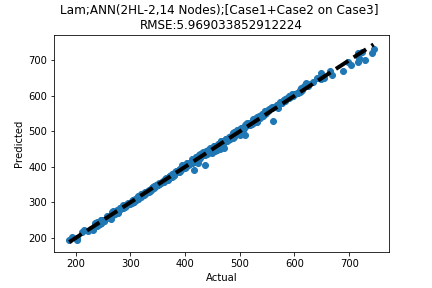 Lam;ANN(2HL-2,14 Nodes);[Case1+Case2 on Case3]
RMSE:5.969033852912224
700
600
500
400
300
200
Predicted
200 300 400 500 600 700
Actual